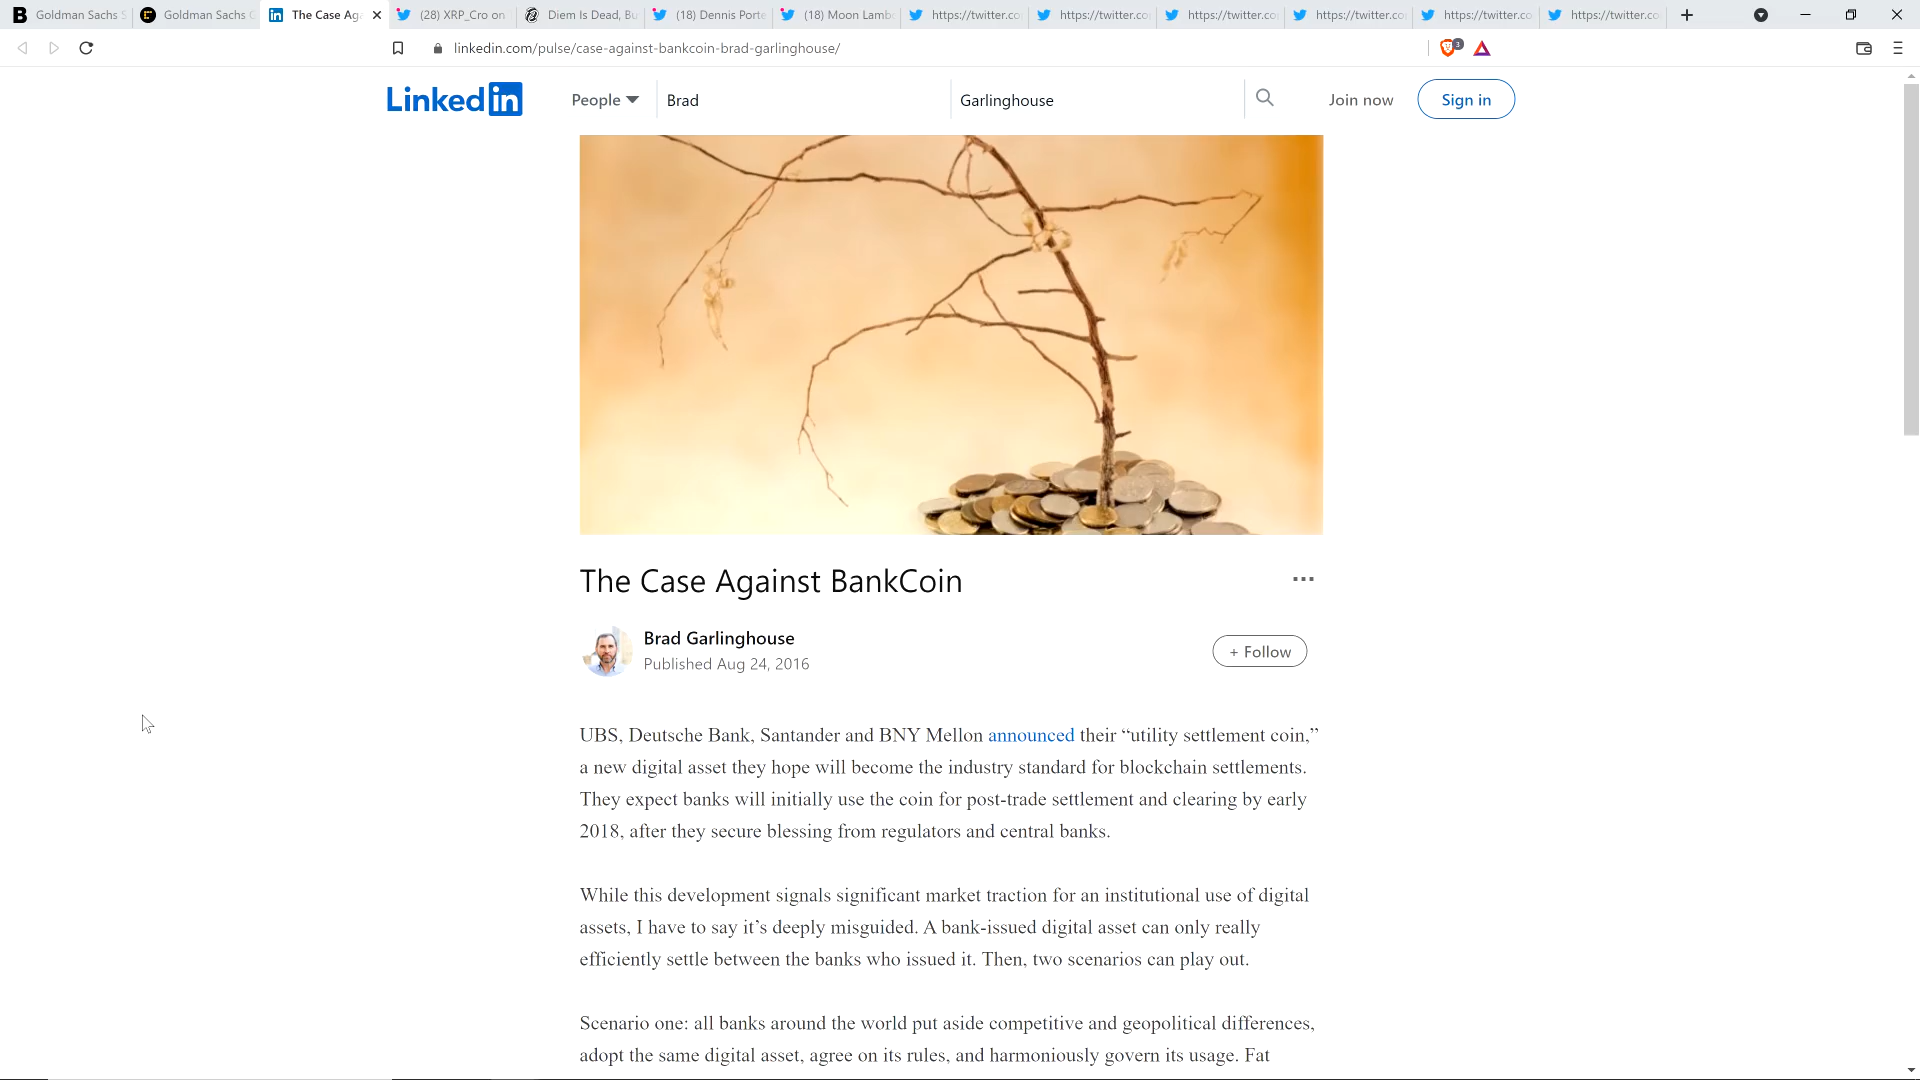 Goldman Sachs S
Goldman Sachs
The Case Ag
(28) XRP_Cro on
Diem Is Dead, Bu
(18) Dennis Porte
(18) Moon Lamb
https://twitter.co
https://twitter.co
https://twitter.co
https://twitter.co
https://twitter.co
https://twitter.co
linkedin.com/pulse/case-against-bankcoin-brad-garlinghouse/
3
Linked in
People
Brad
Garlinghouse
Join now
Sign in
The Case Against BankCoin
Brad Garlinghouse
Published Aug 24, 2016
+ Follow
UBS, Deutsche Bank, Santander and BNY Mellon announced their “utility settlement coin,”
a new digital asset they hope will become the industry standard for blockchain settlements.
They expect banks will initially use the coin for post-trade settlement and clearing by early
2018, after they secure blessing from regulators and central banks.
While this development signals significant market traction for an institutional use of digital
assets, I have to say it’s deeply misguided. A bank-issued digital asset can only really
efficiently settle between the banks who issued it. Then, two scenarios can play out.
Scenario one: all banks around the world put aside competitive and geopolitical differences,
adopt the same digital asset, agree on its rules, and harmoniously govern its usage. Fat